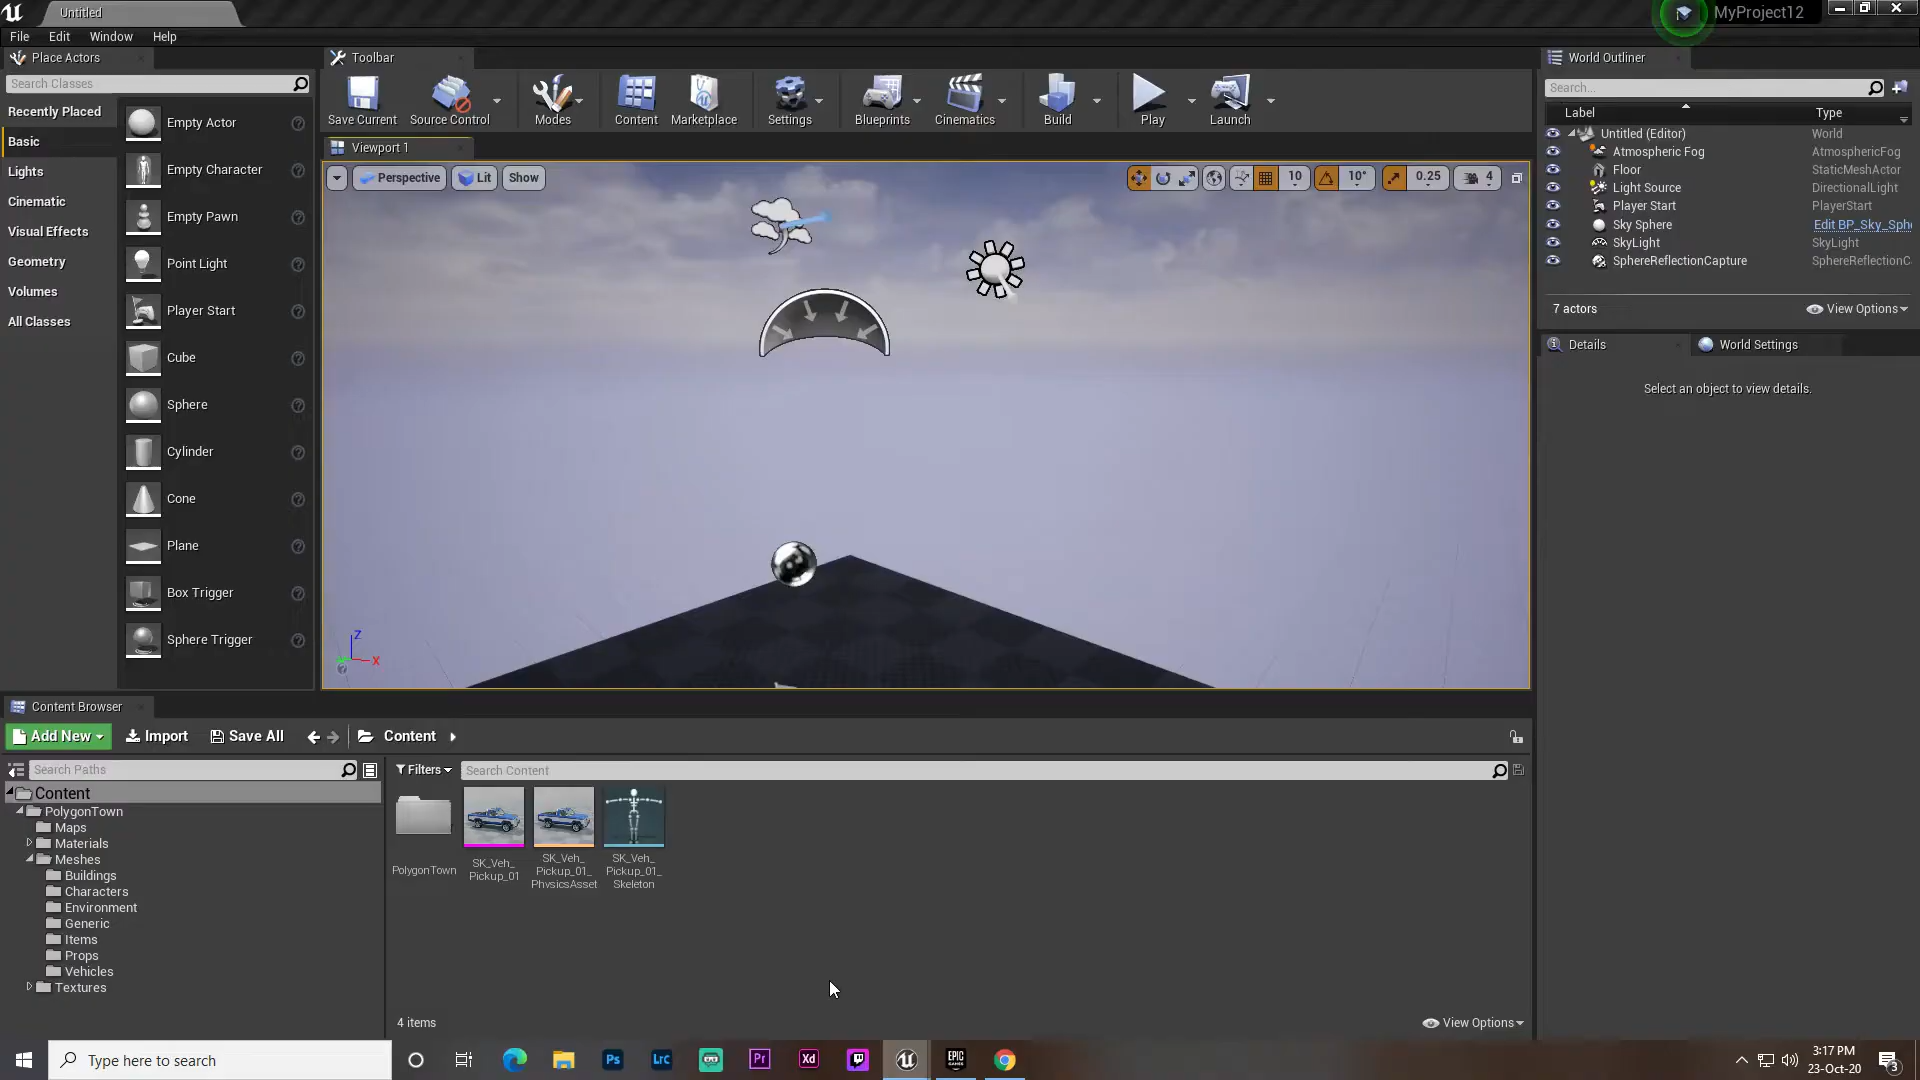 Untitled
MyProject12
File Edit Window Help
Place Actors
Search Classes
Recently Placed
Basic
Lights
Cinematic
Visual Effects
Geometry
Volumes
All Classes
Empty Actor
Empty Character
Empty Pawn
Point Light
Player Start
Cube
Sphere
Cylinder
Cone
Plane
Box Trigger
Sphere Trigger
Toolbar
Save Current
Source Control
Modes
Content
Marketplace
Settings
Blueprints
Cinematics
Build
Play
Launch
Viewport 1
Perspective
Lit
Show
10
10°
0.25
4
Z
X
World Outliner
Search...
Label Type
Untitled (Editor) World
Atmospheric Fog AtmosphericFog
Floor StaticMeshActor
Light Source DirectionalLight
Player Start PlayerStart
Sky Sphere Edit BP_Sky_Sph
SkyLight SkyLight
SphereReflectionCapture SphereReflectionC
7 actors
View Options
Details
World Settings
Select an object to view details.
Content Browser
Add New
Import
Save All
Content
Search Paths
Content
PolygonTown
Maps
Materials
Meshes
Buildings
Characters
Environment
Generic
Items
Props
Vehicles
Textures
Filters
Search Content
PolygonTown
SK_Veh_
Pickup_01
SK_Veh_
Pickup_01_
PhysicsAsset
SK_Veh_
Pickup_01_
Skeleton
4 items
View Options
Type here to search
Ps
Lrc
Pr
Xd
EPIC
GAMES
3:17 PM
23-Oct-20
3